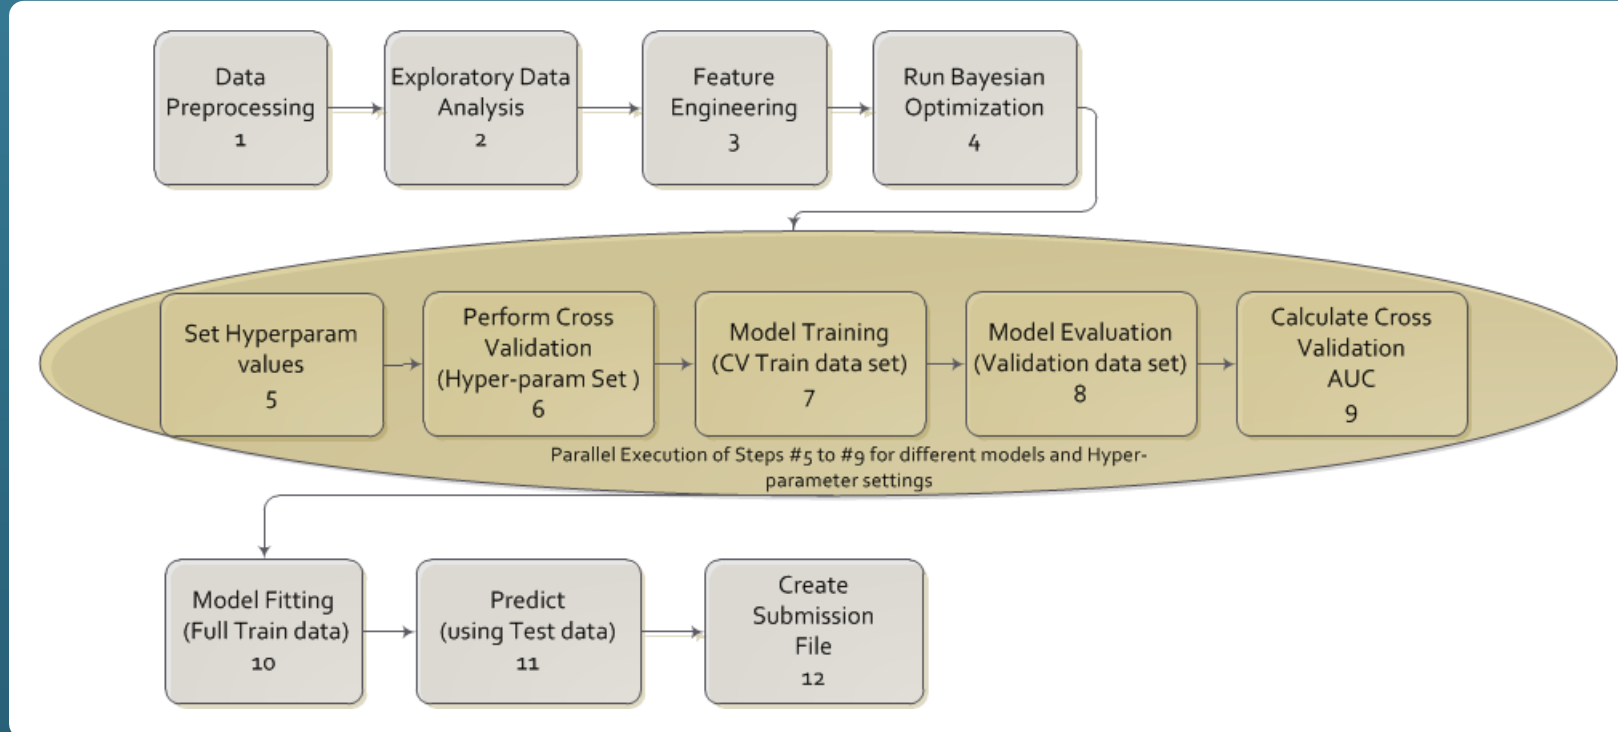 Data
Preprocessing
1
Exploratory Data
Analysis
2
Feature
Engineering
3
Run Bayesian
Optimization
4
Set Hyperparam
values
5
Perform Cross
Validation
(Hyper-param Set )
6
Model Training
(CV Train data set)
7
Model Evaluation
(Validation data set)
8
Calculate Cross
Validation
AUC
9
Parallel Execution of Steps #5 to #9 for different models and Hyper-
parameter settings
Model Fitting
(Full Train data)
10
Predict
(using Test data)
11
Create
Submission
File
12